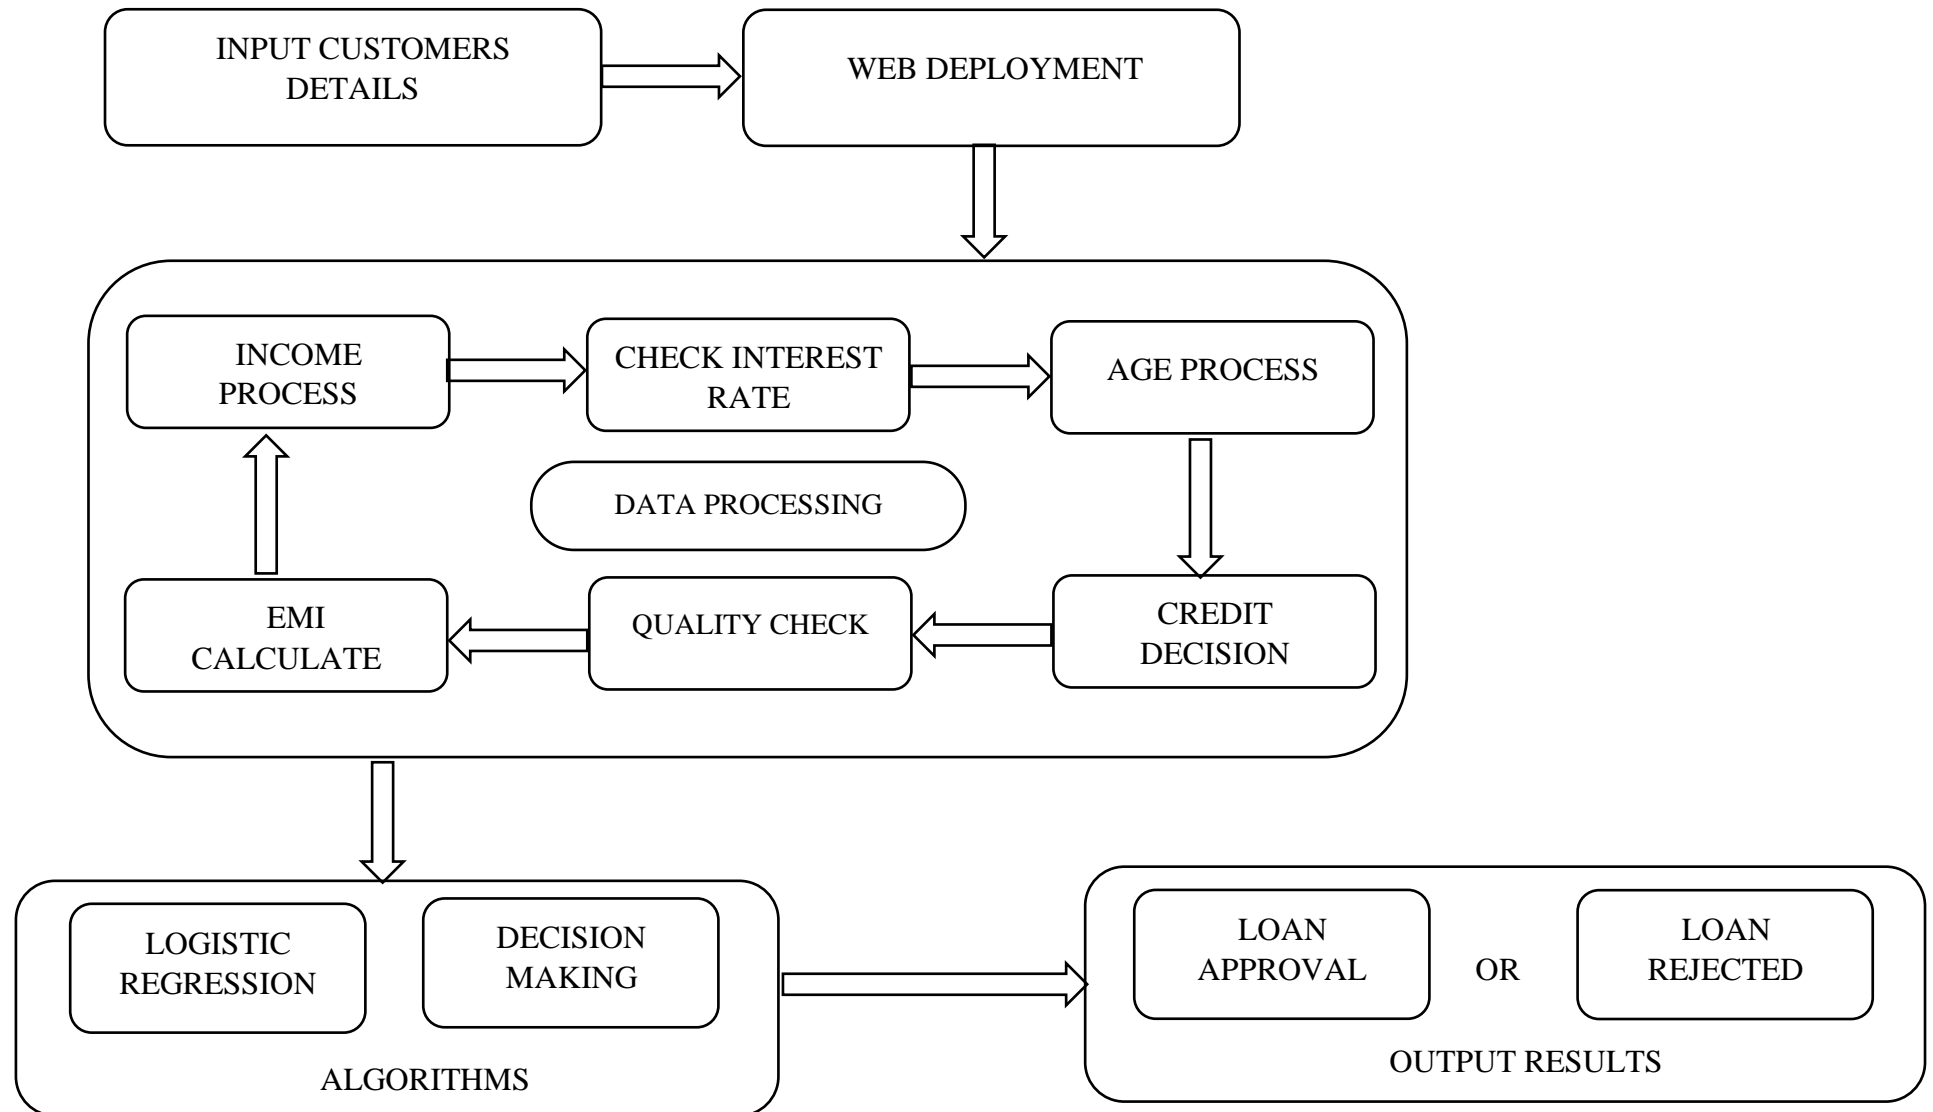 INPUT CUSTOMERS
DETAILS
WEB DEPLOYMENT
INCOME
PROCESS
CHECK INTEREST
RATE
AGE PROCESS
DATA PROCESSING
EMI
CALCULATE
QUALITY CHECK
CREDIT
DECISION
LOGISTIC
REGRESSION
DECISION
MAKING
ALGORITHMS
LOAN
APPROVAL
OR
LOAN
REJECTED
OUTPUT RESULTS